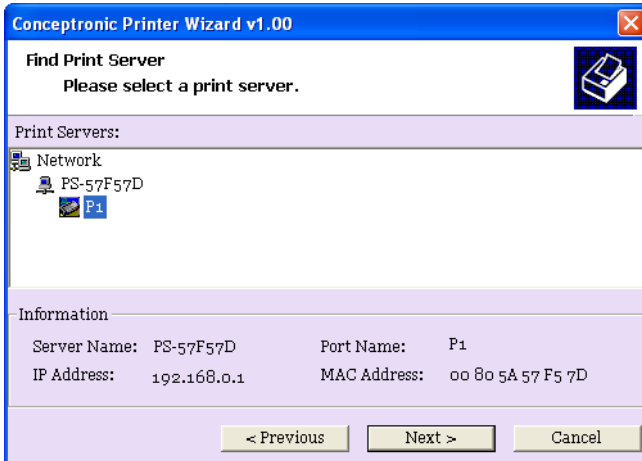 Conceptronic Printer Wizard v1.00
Find Print Server
Please select a print server.
Print Servers:
Network
PS-57F57D
P1
Information
Server Name: PS-57F57D Port Name: P1
IP Address: 192.168.0.1 MAC Address: 00 80 5A 57 F5 7D
< Previous Next > Cancel